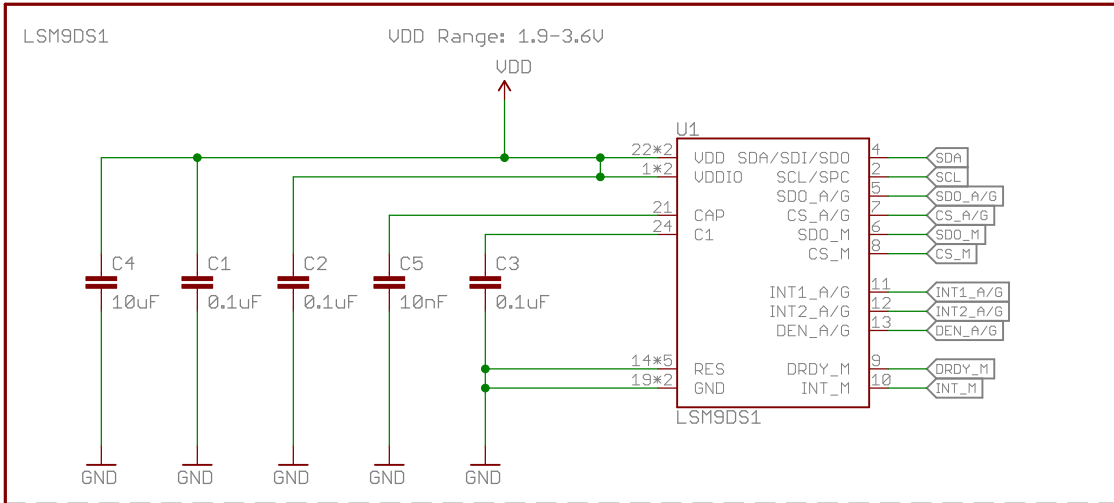 LSM9DS1
VDD Range: 1.9-3.6V
VDD
U1
22*2 VDD SDA/SDI/SDO 4 SDA
1*2 VDDIO SCL/SPC 2 SCL
SDO_A/G 5 SDO_A/G
21 CAP CS_A/G 7 CS_A/G
24 C1 SDO_M 6 SDO_M
CS_M 8 CS_M
C4 C1 C2 C5 C3
10uF 0.1uF 0.1uF 10nF 0.1uF
INT1_A/G 11 INT1_A/G
INT2_A/G 12 INT2_A/G
DEN_A/G 13 DEN_A/G
14*5 RES DRDY_M 9 DRDY_M
19*2 GND INT_M 10 INT_M
LSM9DS1
GND GND GND GND GND